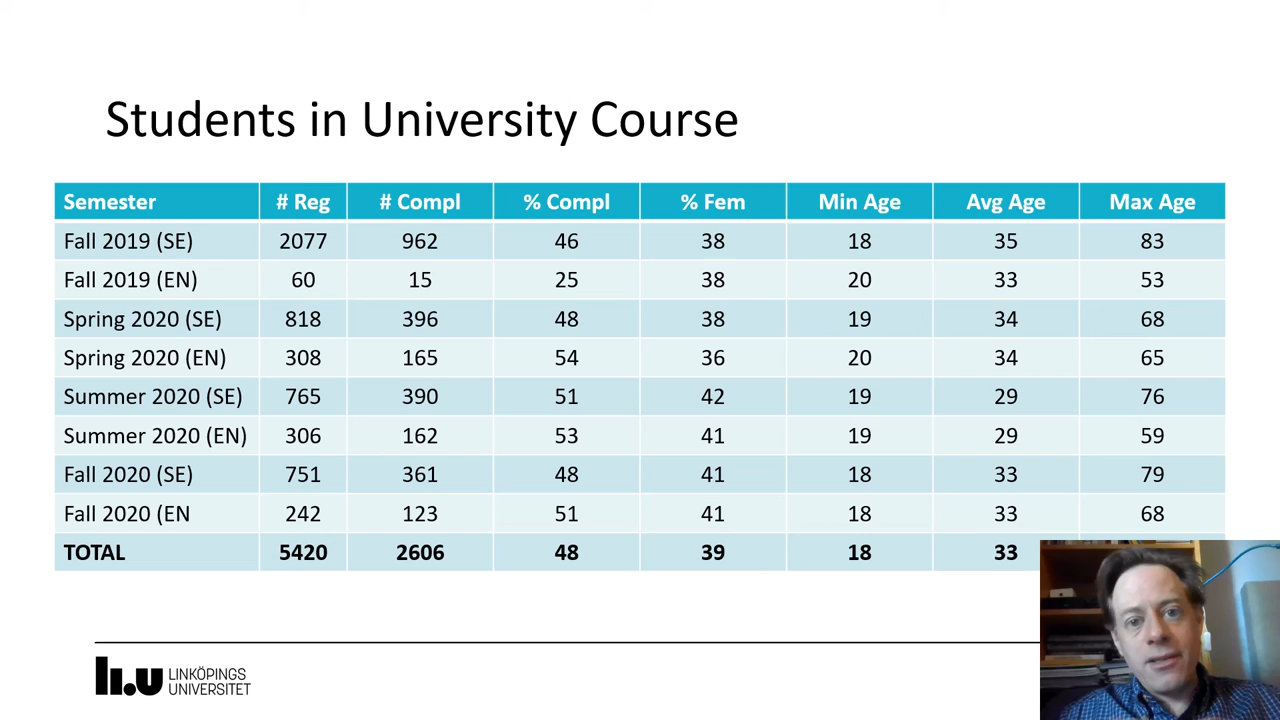 Students in University Course
Semester # Reg # Compl % Compl % Fem Min Age Avg Age Max Age
Fall 2019 (SE) 2077 962 46 38 18 35 83
Fall 2019 (EN) 60 15 25 38 20 33 53
Spring 2020 (SE) 818 396 48 38 19 34 68
Spring 2020 (EN) 308 165 54 36 20 34 65
Summer 2020 (SE) 765 390 51 42 19 29 76
Summer 2020 (EN) 306 162 53 41 19 29 59
Fall 2020 (SE) 751 361 48 41 18 33 79
Fall 2020 (EN 242 123 51 41 18 33 68
TOTAL 5420 2606 48 39 18 33
li.u LINKÖPINGS
UNIVERSITET